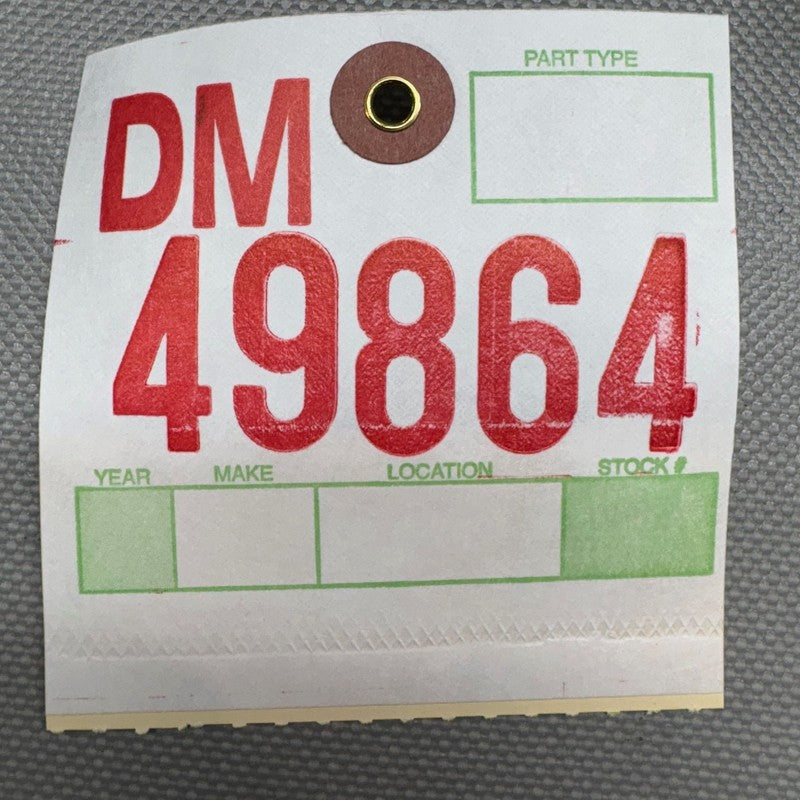 PART TYPE
DM
49864
YEAR MAKE LOCATION STOCK #